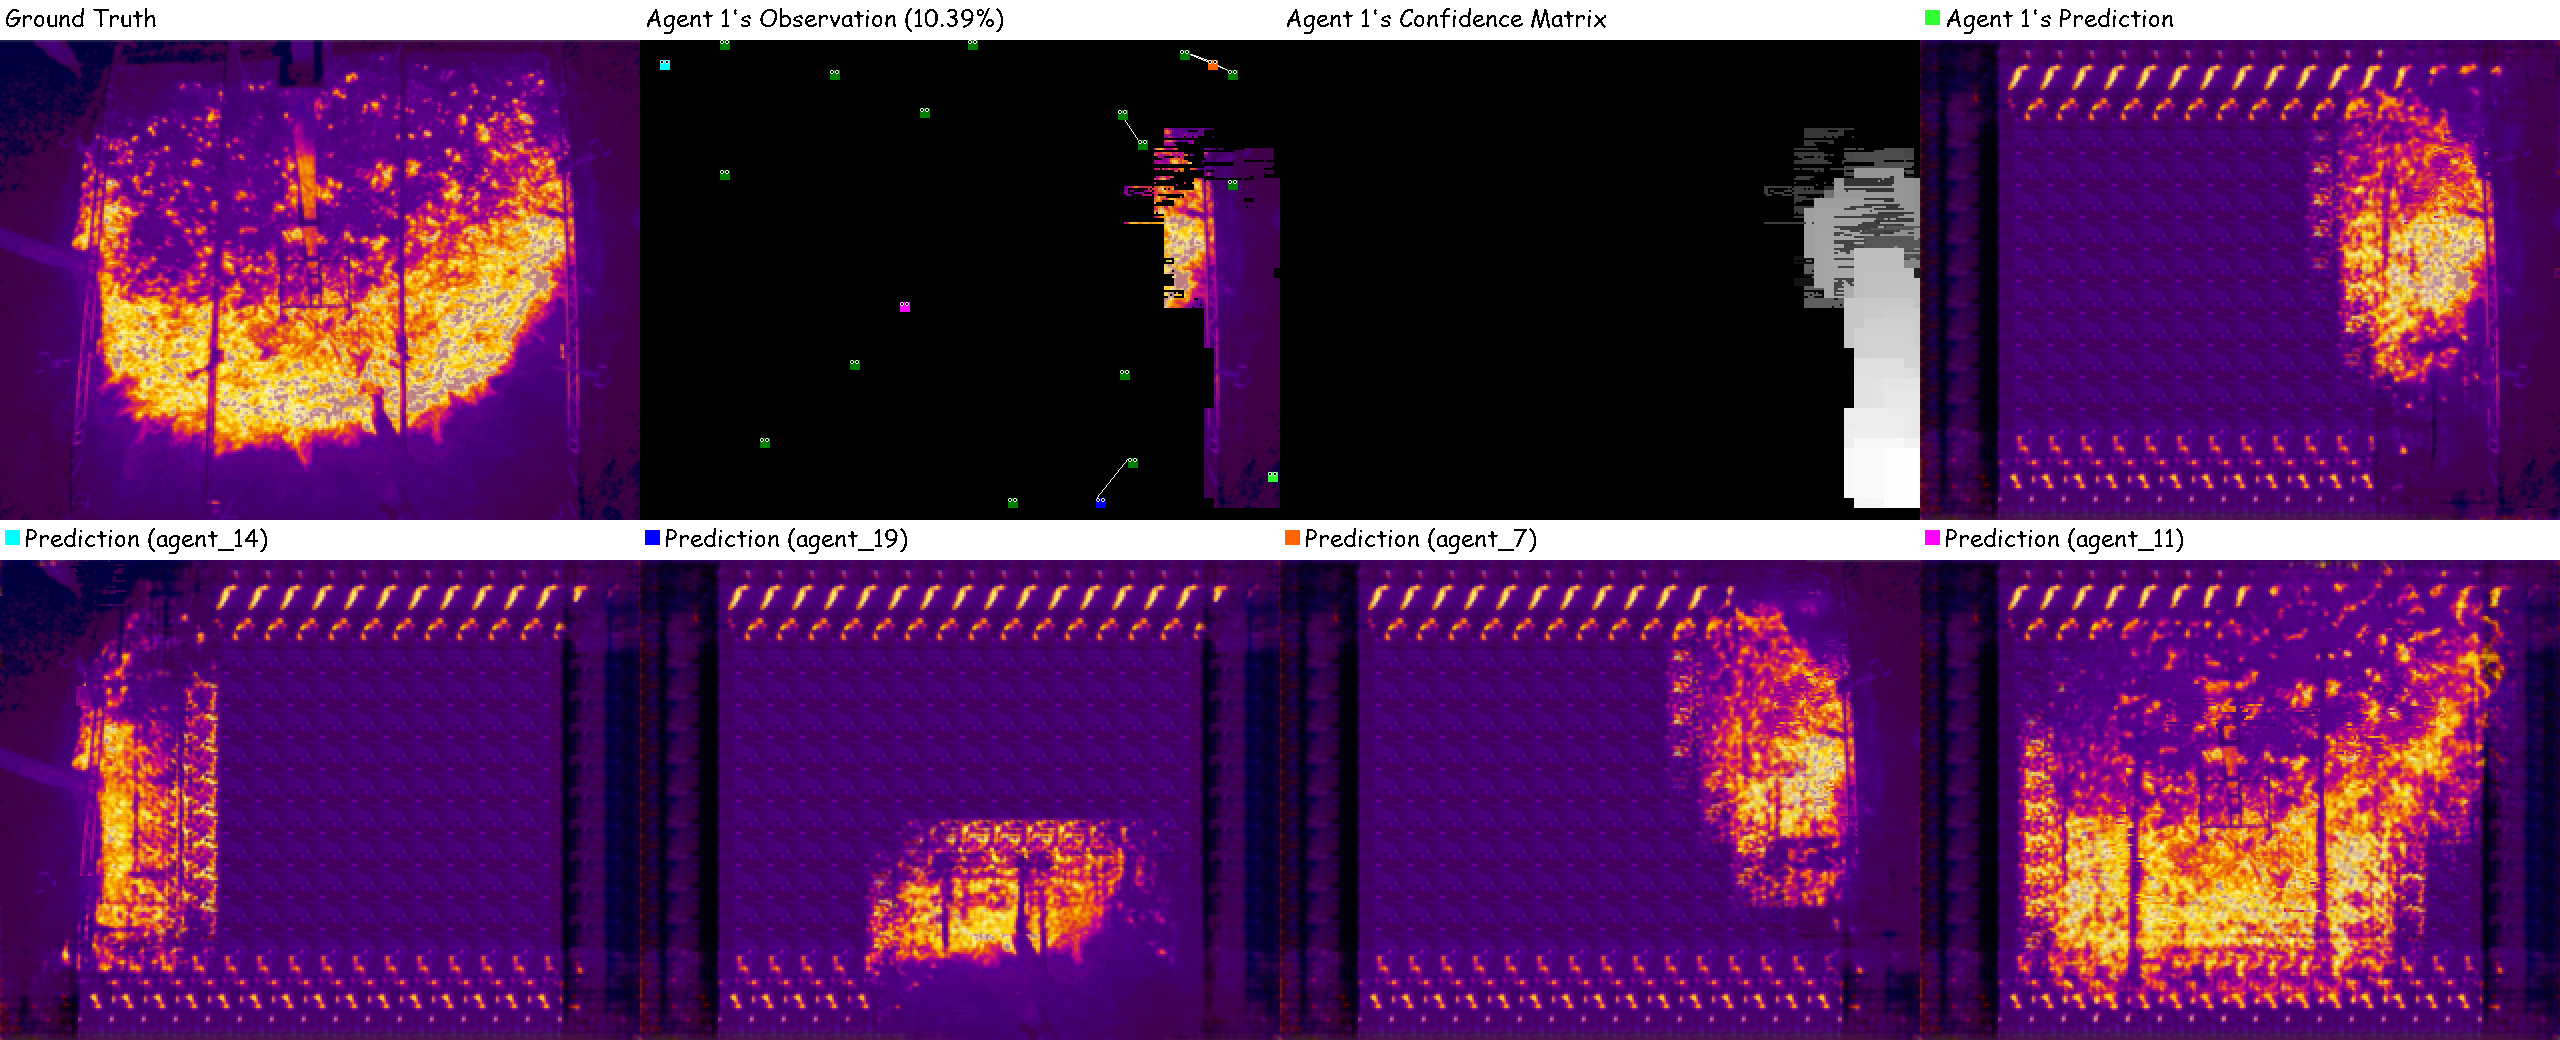 Ground Truth
Agent 1's Observation (10.39%)
Agent 1's Confidence Matrix
Agent 1's Prediction
Prediction (agent_14)
Prediction (agent_19)
Prediction (agent_7)
Prediction (agent_11)